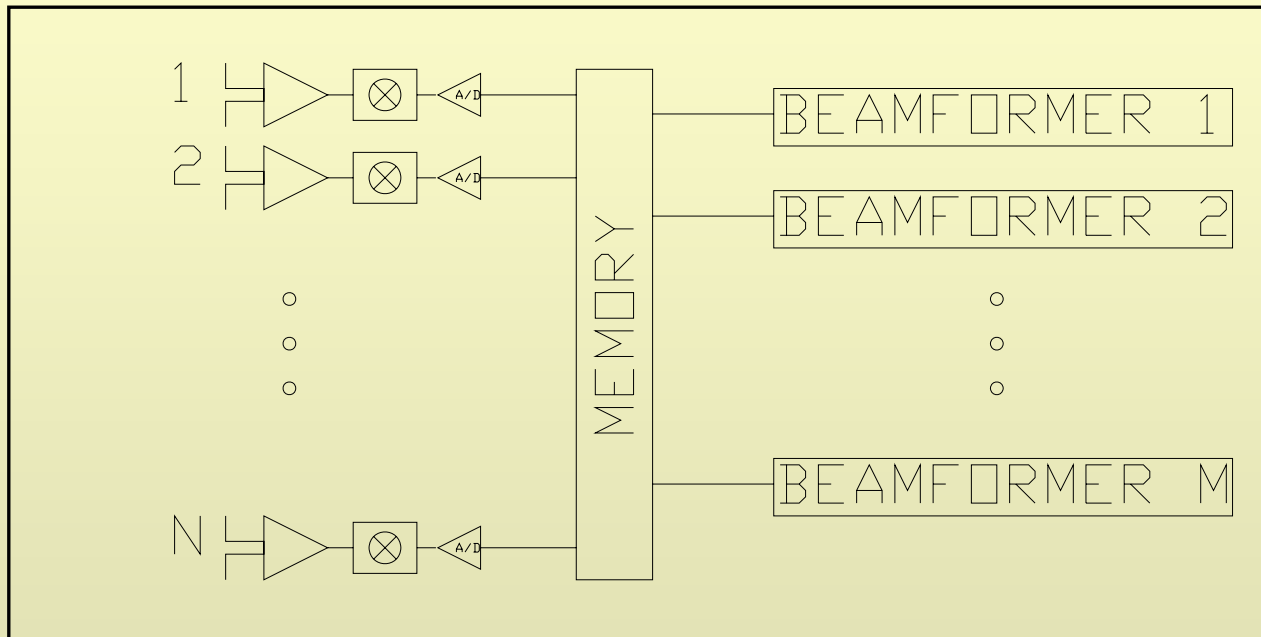 1
A/D
BEAMFORMER 1
2
A/D
BEAMFORMER 2
MEMORY
BEAMFORMER M
N
A/D